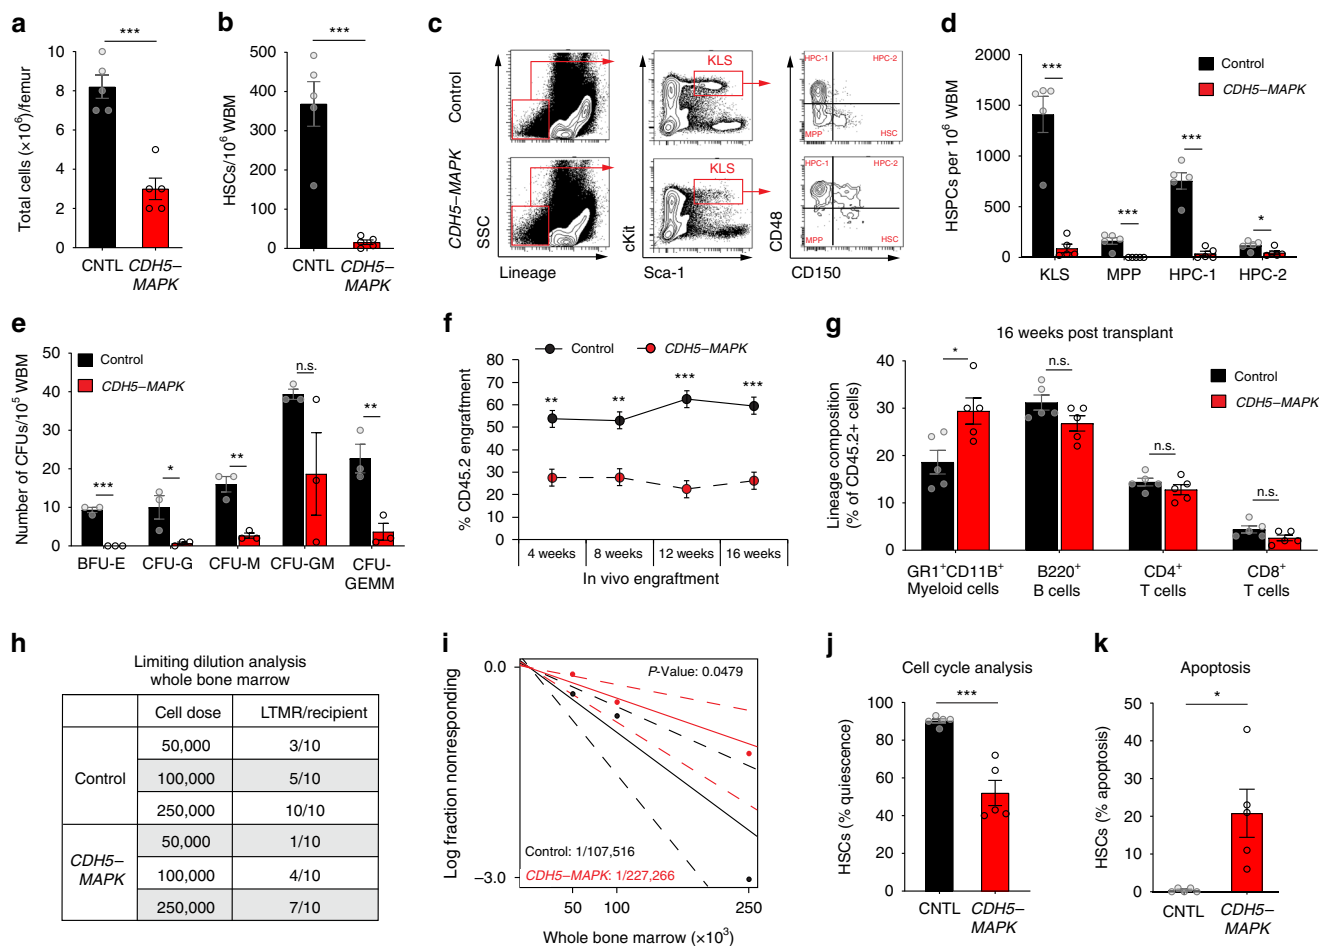 a
***
10
8
6
4
2
0
Total cells (×10⁶)/femur
CNTL CDH5–
MAPK
b
***
500
400
300
200
100
0
HSCs/10⁶ WBM
CNTL CDH5–
MAPK
c
Control
CDH5–MAPK
SSC
Lineage
KLS
KLS
cKit
Sca-1
HPC-1 HPC-2
MPP HSC
HPC-1 HPC-2
MPP HSC
CD48
CD150
d
2000
1500
1000
500
0
HSPCs per 10⁶ WBM
*** *** *** *
Control
CDH5–MAPK
KLS MPP HPC-1 HPC-2
e
50
40
30
20
10
0
Number of CFUs/10⁵ WBM
Control
CDH5–MAPK
*** * ** n.s. **
BFU-E CFU-G CFU-M CFU-GM CFU-
GEMM
f
Control CDH5–MAPK
80
70
60
50
40
30
20
10
0
% CD45.2 engraftment
** ** *** ***
4 weeks 8 weeks 12 weeks 16 weeks
In vivo engraftment
g
16 weeks post transplant
40
30
20
10
0
Lineage composition
(% of CD45.2+ cells)
* n.s. n.s. n.s.
Control
CDH5–MAPK
GR1⁺CD11B⁺
Myeloid cells
B220⁺
B cells
CD4⁺
T cells
CD8⁺
T cells
h
Limiting dilution analysis
whole bone marrow
Cell dose LTMR/recipient
Control
50,000 3/10
100,000 5/10
250,000 10/10
CDH5–
MAPK
50,000 1/10
100,000 4/10
250,000 7/10
i
0.0
–3.0
Log fraction nonresponding
P-Value: 0.0479
Control: 1/107,516
CDH5–MAPK: 1/227,266
50 100 250
Whole bone marrow (×10³)
j
Cell cycle analysis
***
100
80
60
40
20
0
HSCs (% quiescence)
CNTL CDH5–
MAPK
k
Apoptosis
*
50
40
30
20
10
0
HSCs (% apoptosis)
CNTL CDH5–
MAPK